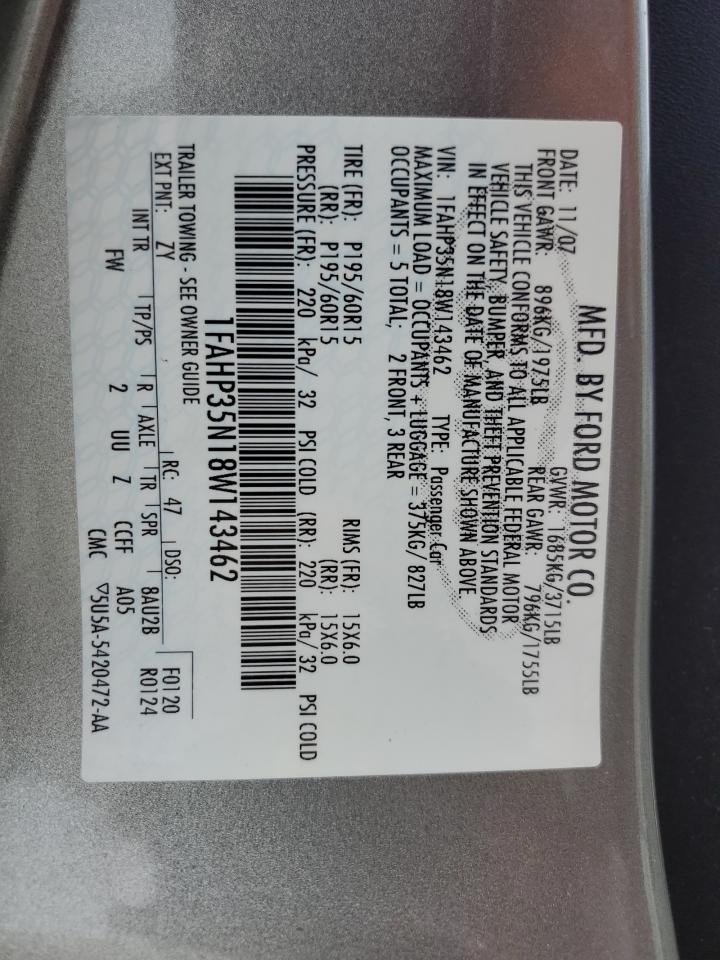 MFD. BY FORD MOTOR CO.
DATE: 11/07 GVWR: 1685KG/3715LB
FRONT GAWR: 896KG/1975LB REAR GAWR: 796KG/1755LB
THIS VEHICLE CONFORMS TO ALL APPLICABLE FEDERAL MOTOR
VEHICLE SAFETY, BUMPER, AND THEFT PREVENTION STANDARDS
IN EFFECT ON THE DATE OF MANUFACTURE SHOWN ABOVE.
VIN: 1FAHP35N18W143462 TYPE: Passenger Car
MAXIMUM LOAD = OCCUPANTS + LUGGAGE = 375KG/ 827LB
OCCUPANTS = 5 TOTAL; 2 FRONT, 3 REAR
TIRE (FR): P195/60R15 RIMS (FR): 15X6.0
(RR): P195/60R15 (RR): 15X6.0
PRESSURE (FR): 220 kPa/ 32 PSI COLD (RR): 220 kPa/ 32 PSI COLD
1FAHP35N18W143462
TRAILER TOWING - SEE OWNER GUIDE
EXT PNT: ZY RC: 47 DSO: F0120
INT TR TP/PS R AXLE TR SPR 8AU2B R0124
FW 2 UU Z CCFF A05
CMC ▽5U5A-5420472-AA